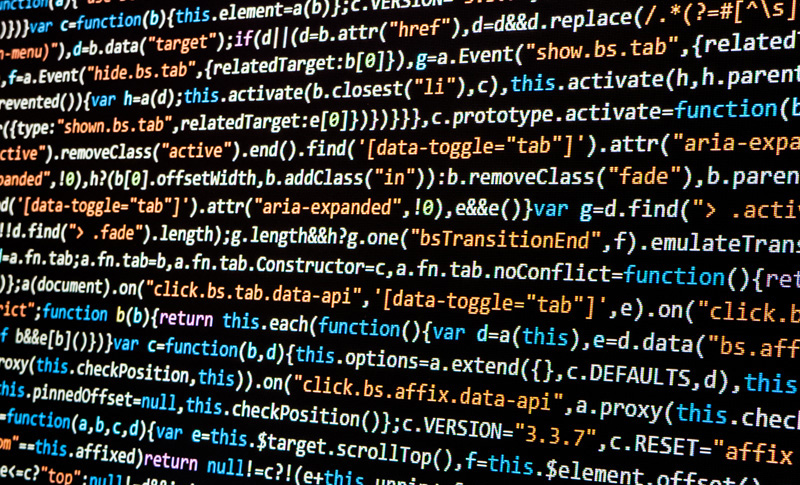 ){var c=function(b){this.element=a(b)};c.VERSION=
n-menu)"),d=b.data("target");if(d||(d=b.attr("href"),d=d&&d.replace(/.*(?=#[^\s]
,f=a.Event("hide.bs.tab",{relatedTarget:b[0]}),g=a.Event("show.bs.tab",{related
revented()){var h=a(d);this.activate(b.closest("li"),c),this.activate(h,h.parent
r({type:"shown.bs.tab",relatedTarget:e[0]})})}}},c.prototype.activate=function(b
ctive").removeClass("active").end().find('[data-toggle="tab"]').attr("aria-expa
panded",!0),h?(b[0].offsetWidth,b.addClass("in")):b.removeClass("fade"),b.paren
d('[data-toggle="tab"]').attr("aria-expanded",!0),e&&e()}var g=d.find("> .activ
!!d.find("> .fade").length);g.length&&h?g.one("bsTransitionEnd",f).emulateTrans
d=a.fn.tab;a.fn.tab=b,a.fn.tab.Constructor=c,a.fn.tab.noConflict=function(){ret
)};a(document).on("click.bs.tab.data-api",'[data-toggle="tab"]',e).on("click.b
rict";function b(b){return this.each(function(){var d=a(this),e=d.data("bs.aff
f b&&e[b]()})}var c=function(b,d){this.options=a.extend({},c.DEFAULTS,d),this
roxy(this.checkPosition,this)).on("click.bs.affix.data-api",a.proxy(this.chec
this.pinnedOffset=null,this.checkPosition()};c.VERSION="3.3.7",c.RESET="affix
=function(a,b,c,d){var e=this.$target.scrollTop(),f=this.$element.offset()
om"==this.affixed)return null!=c?!(e+this
e<=c?"top":null!=d&&